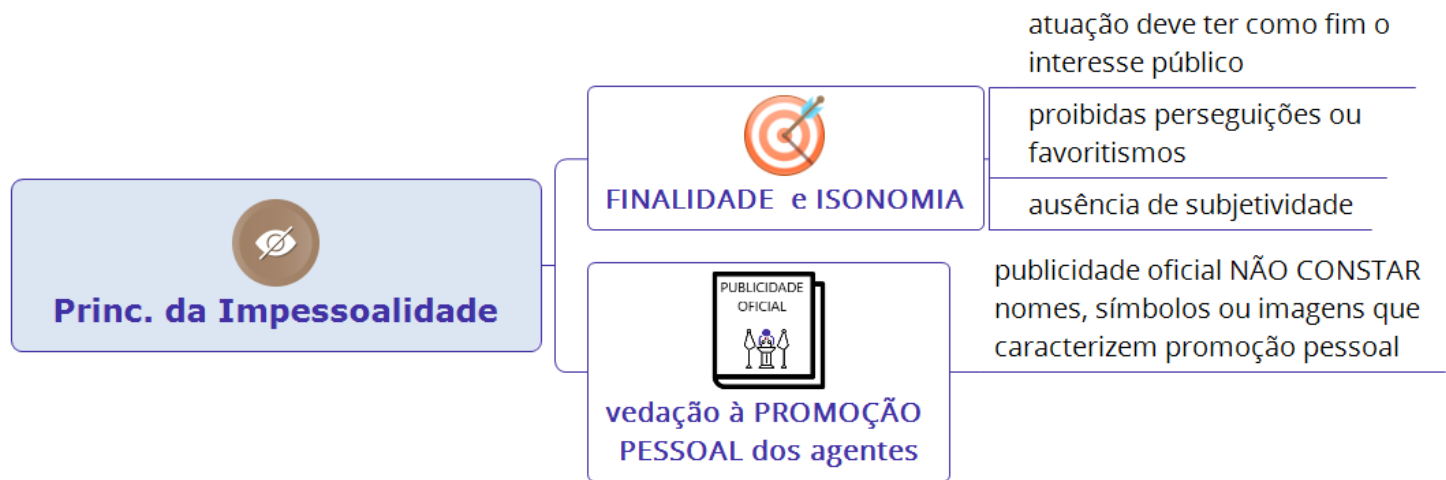 Princ. da Impessoalidade
FINALIDADE e ISONOMIA
atuação deve ter como fim o
interesse público
proibidas perseguições ou
favoritismos
ausência de subjetividade
PUBLICIDADE
OFICIAL
vedação à PROMOÇÃO
PESSOAL dos agentes
publicidade oficial NÃO CONSTAR
nomes, símbolos ou imagens que
caracterizem promoção pessoal